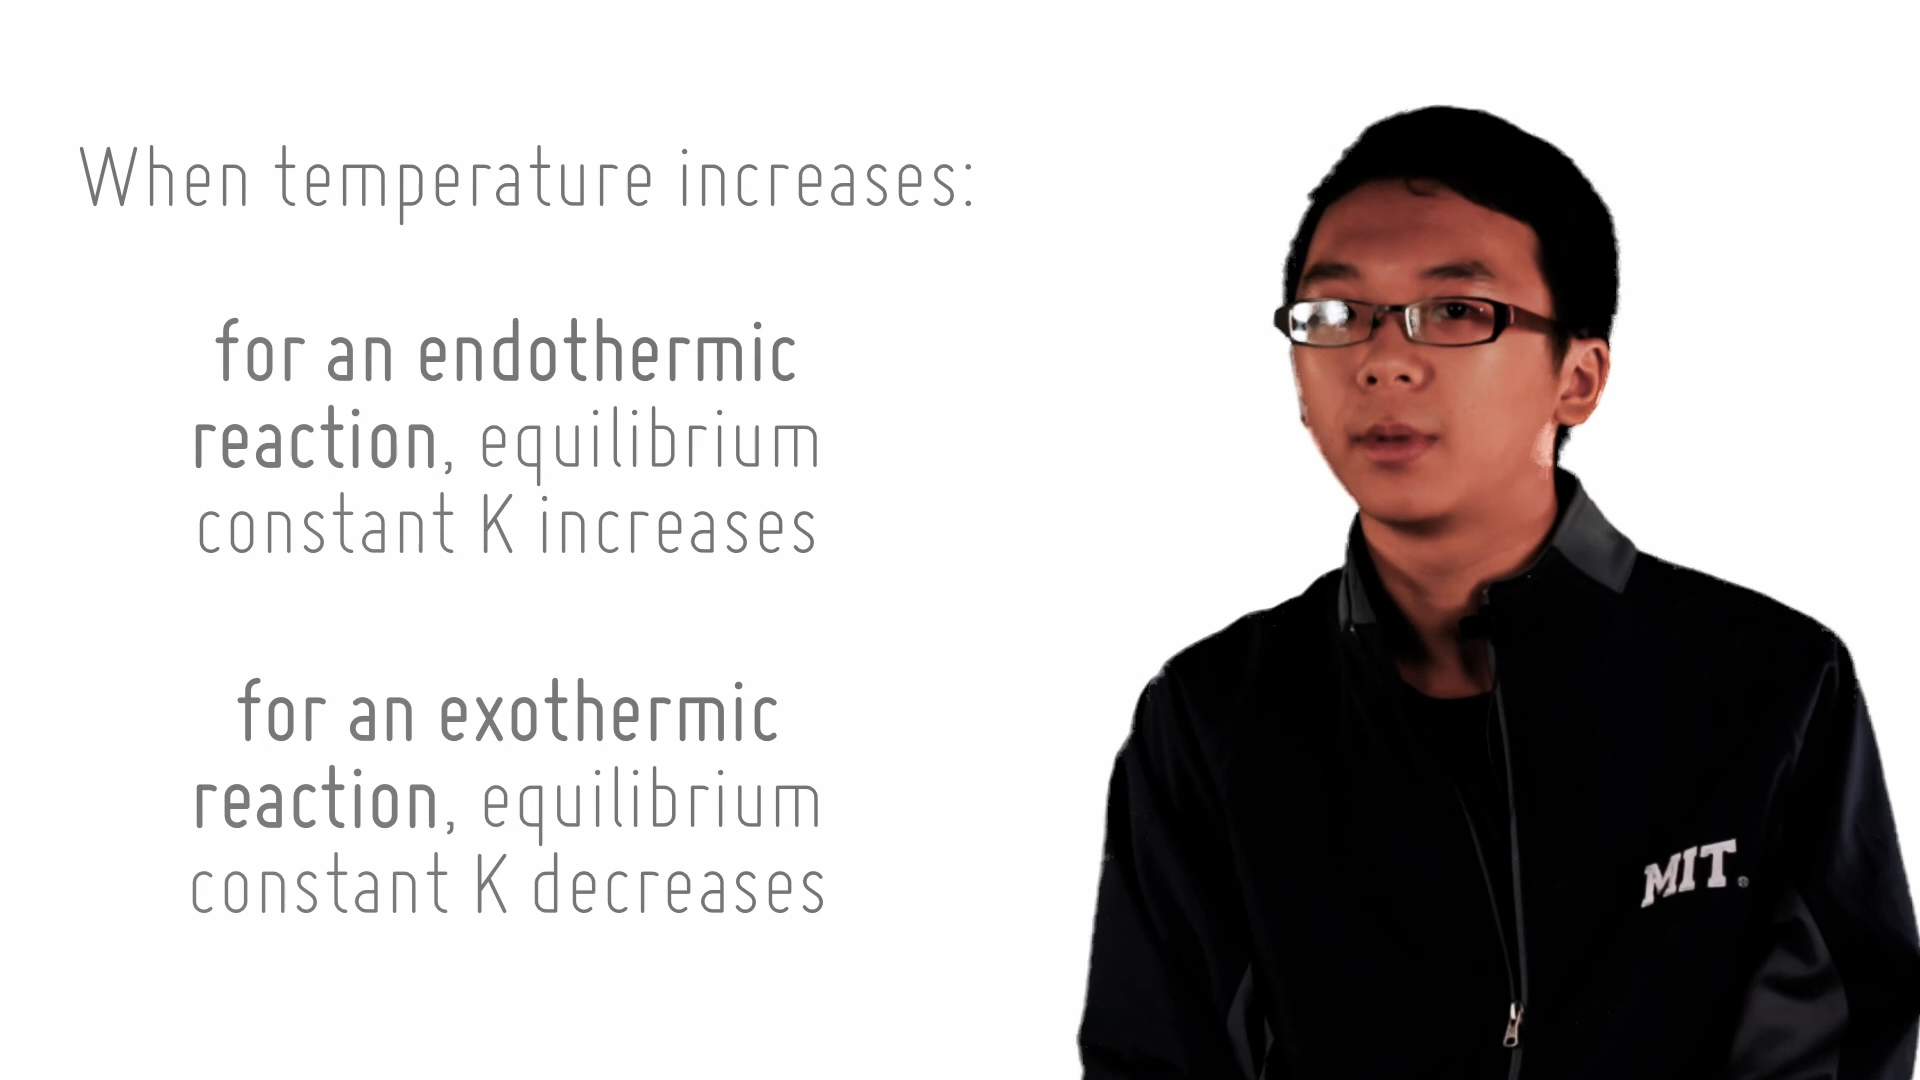 When temperature increases:
for an endothermic
reaction, equilibrium
constant K increases
for an exothermic
reaction, equilibrium
constant K decreases
MIT